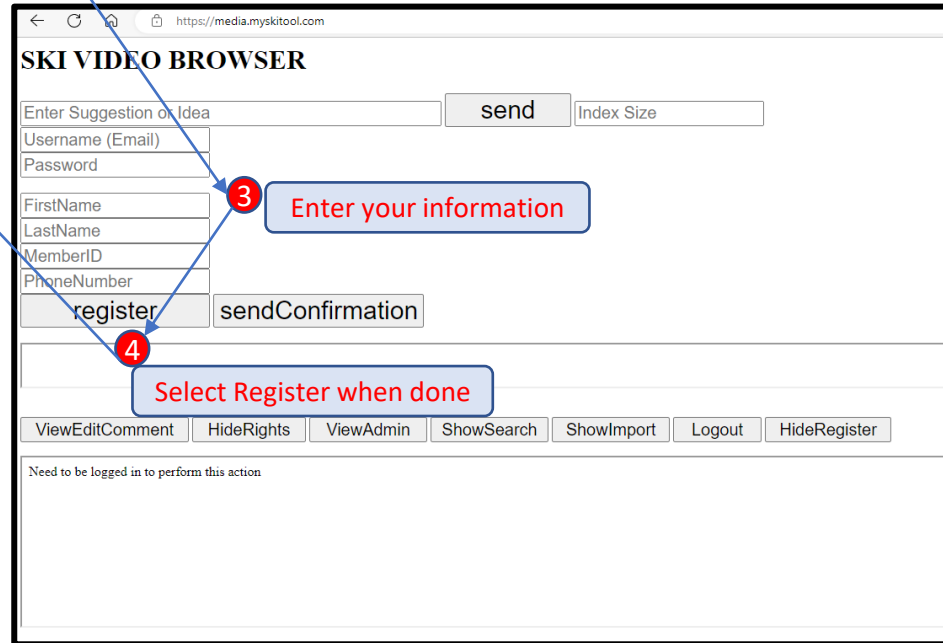 https://media.myskitool.com
SKI VIDEO BROWSER
Enter Suggestion or Idea send Index Size
Username (Email)
Password
FirstName
3 Enter your information
LastName
MemberID
PhoneNumber
register sendConfirmation
4
Select Register when done
ViewEditComment HideRights ViewAdmin ShowSearch ShowImport Logout HideRegister
Need to be logged in to perform this action